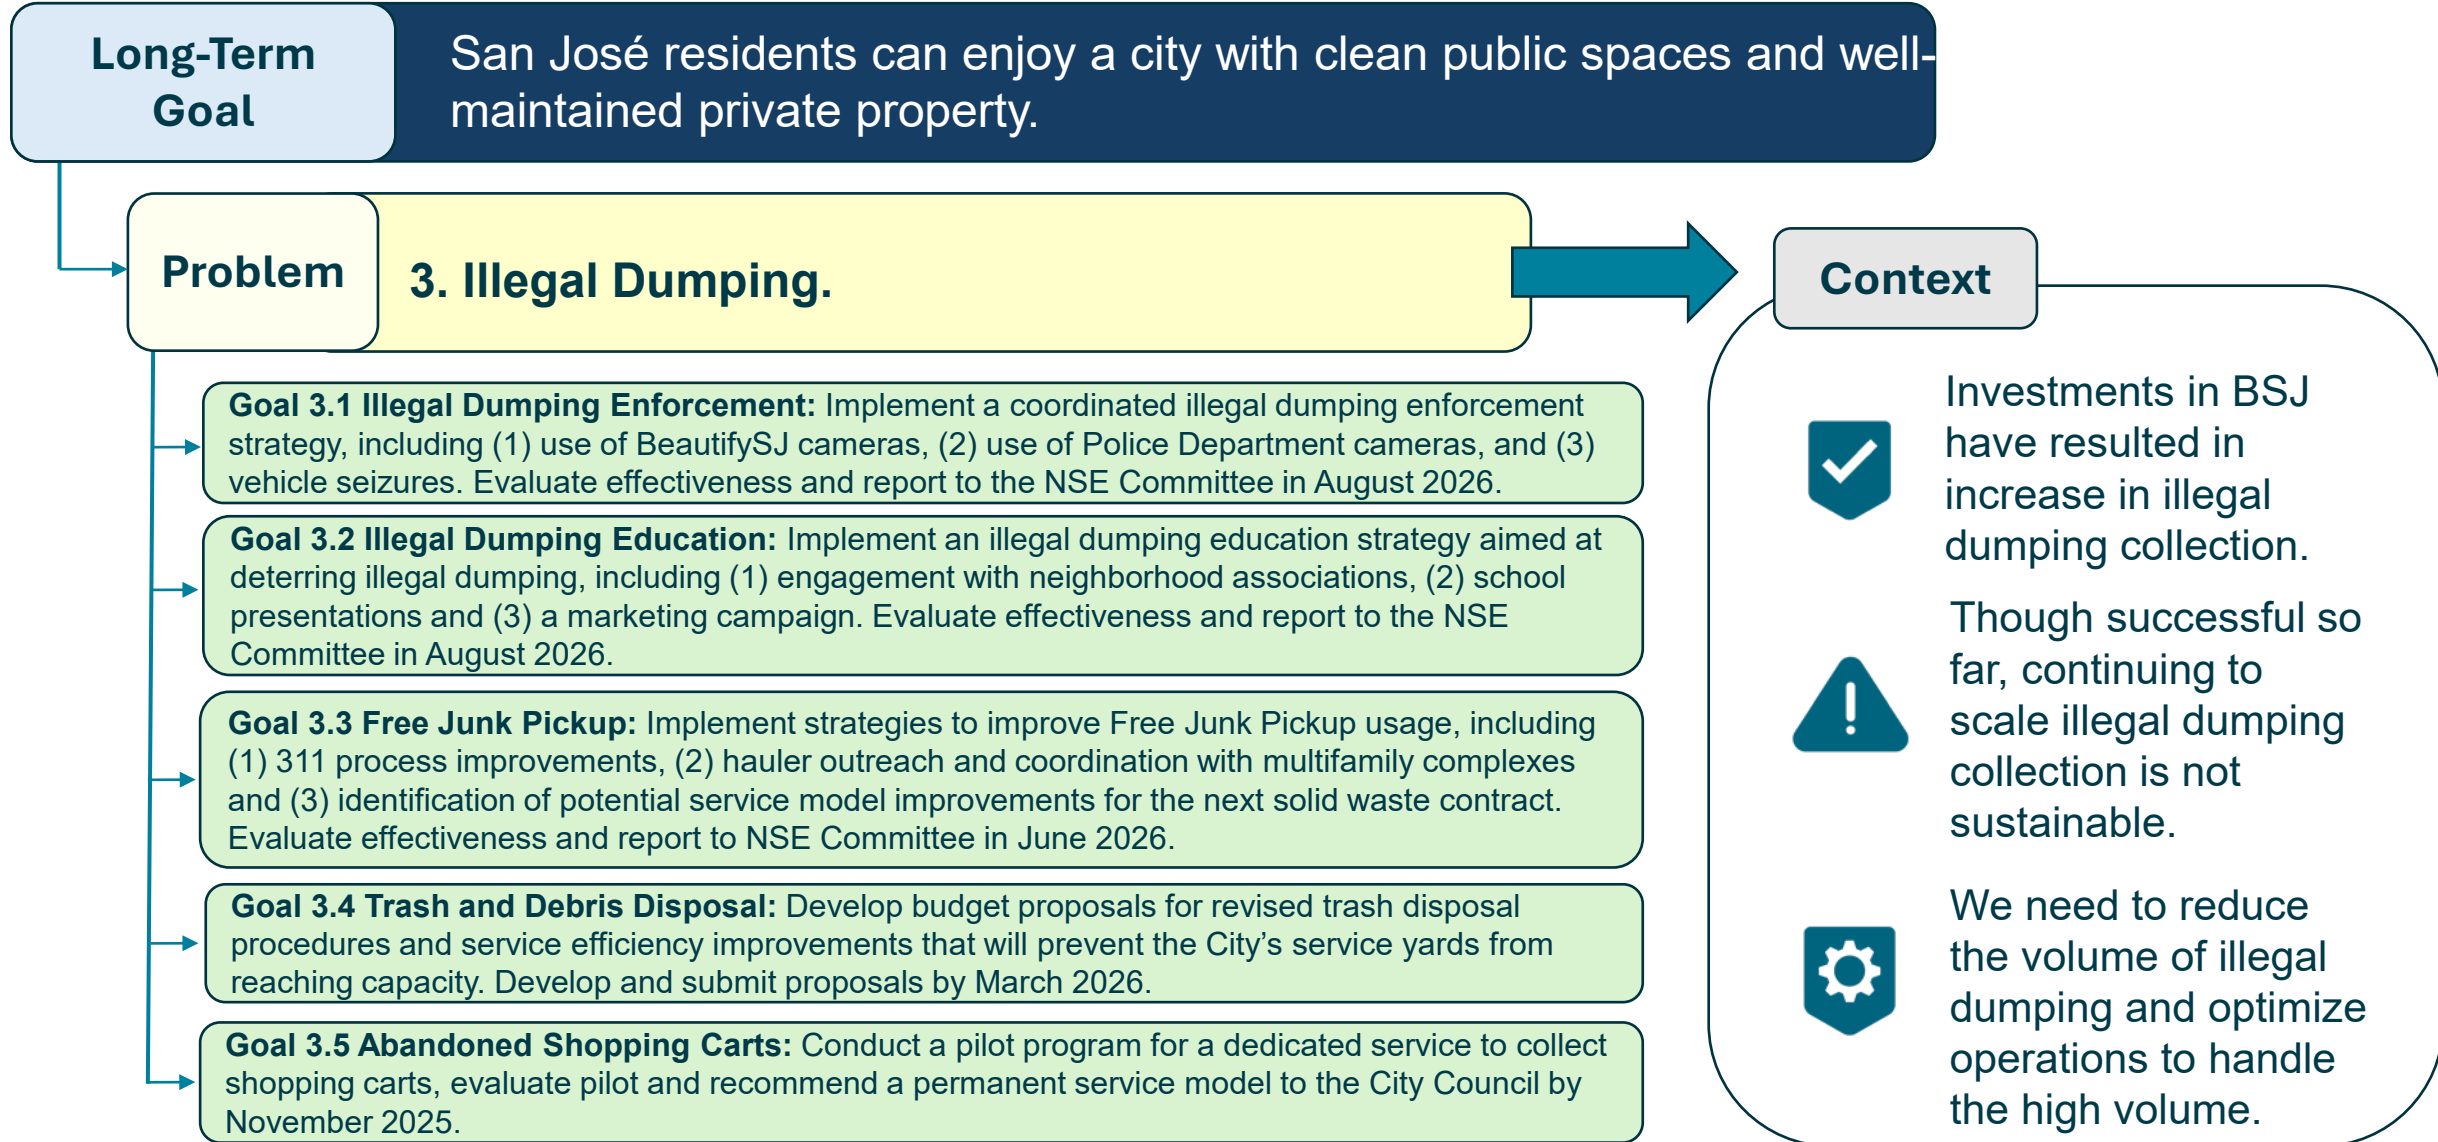 Long-Term
Goal
San José residents can enjoy a city with clean public spaces and well-
maintained private property.
Problem
3. Illegal Dumping.
Goal 3.1 Illegal Dumping Enforcement: Implement a coordinated illegal dumping enforcement
strategy, including (1) use of BeautifySJ cameras, (2) use of Police Department cameras, and (3)
vehicle seizures. Evaluate effectiveness and report to the NSE Committee in August 2026.
Goal 3.2 Illegal Dumping Education: Implement an illegal dumping education strategy aimed at
deterring illegal dumping, including (1) engagement with neighborhood associations, (2) school
presentations and (3) a marketing campaign. Evaluate effectiveness and report to the NSE
Committee in August 2026.
Goal 3.3 Free Junk Pickup: Implement strategies to improve Free Junk Pickup usage, including
(1) 311 process improvements, (2) hauler outreach and coordination with multifamily complexes
and (3) identification of potential service model improvements for the next solid waste contract.
Evaluate effectiveness and report to NSE Committee in June 2026.
Goal 3.4 Trash and Debris Disposal: Develop budget proposals for revised trash disposal
procedures and service efficiency improvements that will prevent the City’s service yards from
reaching capacity. Develop and submit proposals by March 2026.
Goal 3.5 Abandoned Shopping Carts: Conduct a pilot program for a dedicated service to collect
shopping carts, evaluate pilot and recommend a permanent service model to the City Council by
November 2025.
Context
Investments in BSJ
have resulted in
increase in illegal
dumping collection.
Though successful so
far, continuing to
scale illegal dumping
collection is not
sustainable.
We need to reduce
the volume of illegal
dumping and optimize
operations to handle
the high volume.